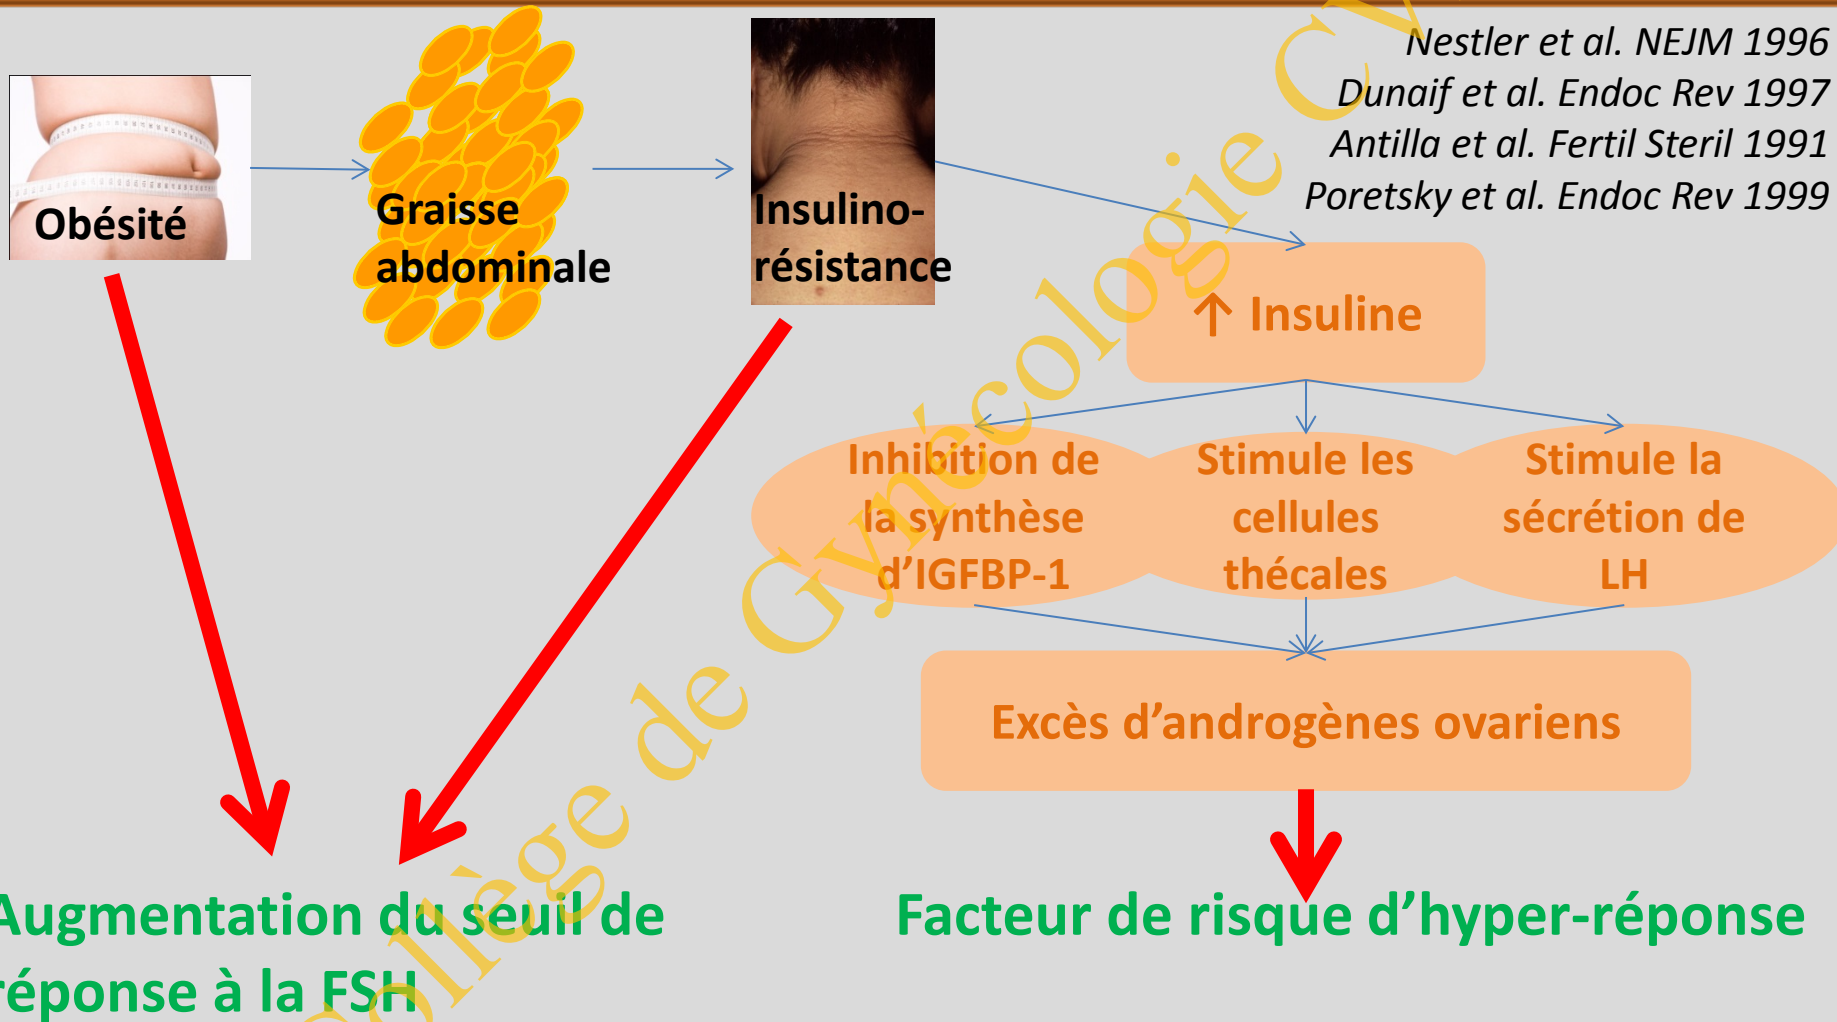 Nestler et al. NEJM 1996
Dunaif et al. Endoc Rev 1997
Antilla et al. Fertil Steril 1991
Poretsky et al. Endoc Rev 1999
Obésité
Graisse
abdominale
Insulino-
résistance
↑ Insuline
Inhibition de
la synthèse
d'IGFBP-1
Stimule les
cellules
thécales
Stimule la
sécrétion de
LH
Excès d'androgènes ovariens
Augmentation du seuil de
réponse à la FSH
Facteur de risque d'hyper-réponse
Collège de Gynécologie CV